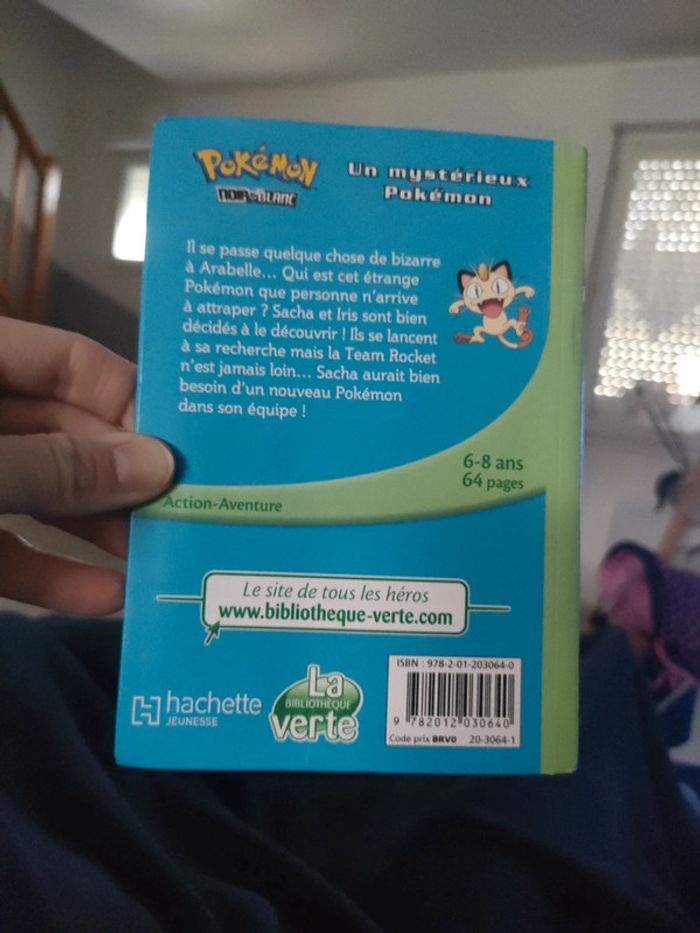 POKéMON
NOIR & BLANC
Un mystérieux
Pokémon
Il se passe quelque chose de bizarre
à Arabelle... Qui est cet étrange
Pokémon que personne n'arrive
à attraper ? Sacha et Iris sont bien
décidés à le découvrir ! Ils se lancent
à sa recherche mais la Team Rocket
n'est jamais loin... Sacha aurait bien
besoin d'un nouveau Pokémon
dans son équipe !
6-8 ans
64 pages
Action-Aventure
Le site de tous les héros
www.bibliotheque-verte.com
hachette
JEUNESSE
La
BIBLIOTHÈQUE
verte
ISBN : 978-2-01-203064-0
9 782012 030640
Code prix BRV0 20-3064-1